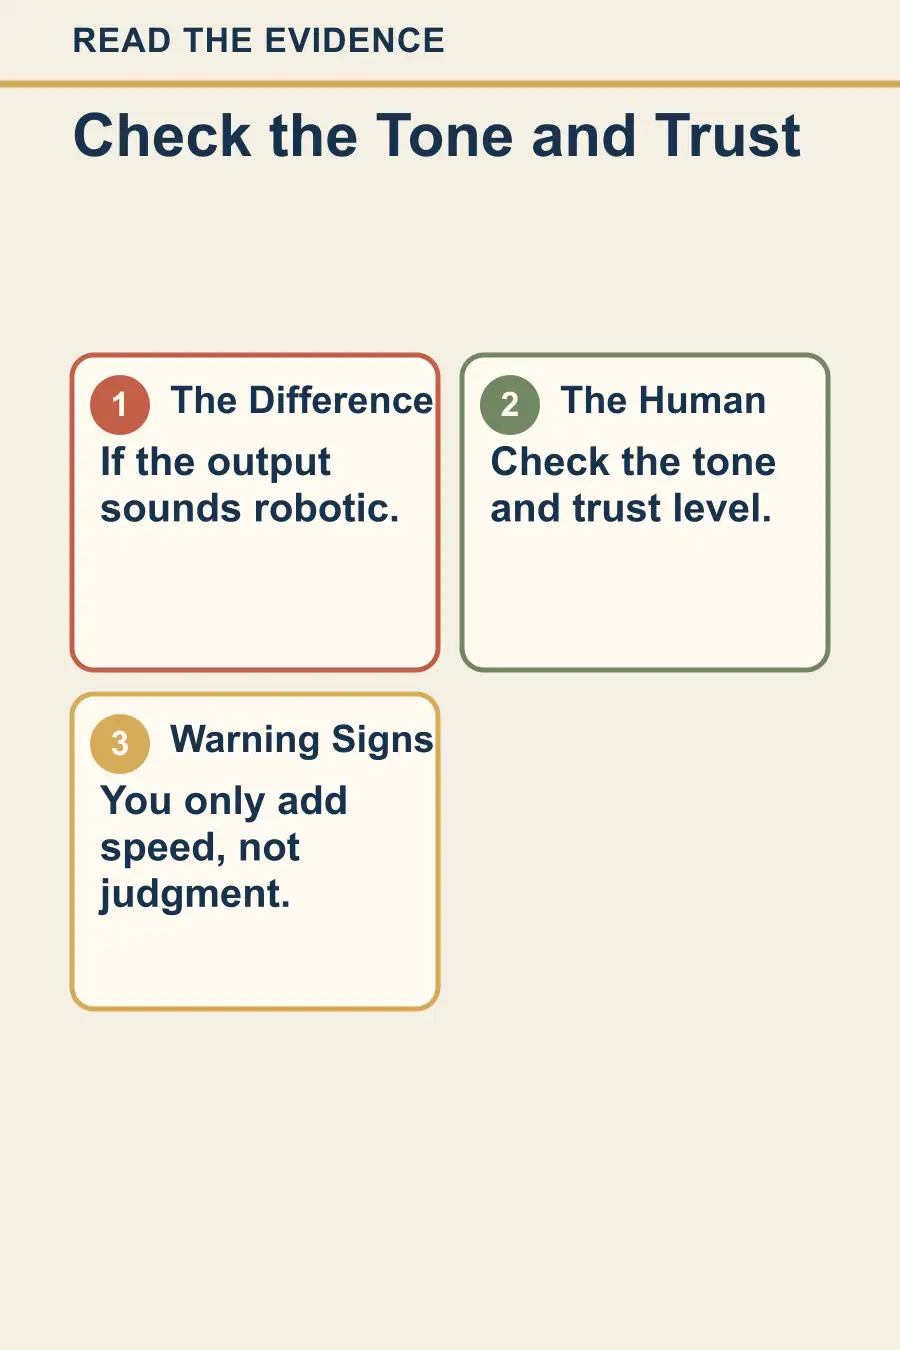 READ THE EVIDENCE
Check the Tone and Trust
1 The Difference
If the output
sounds robotic.
2 The Human
Check the tone
and trust level.
3 Warning Signs
You only add
speed, not
judgment.